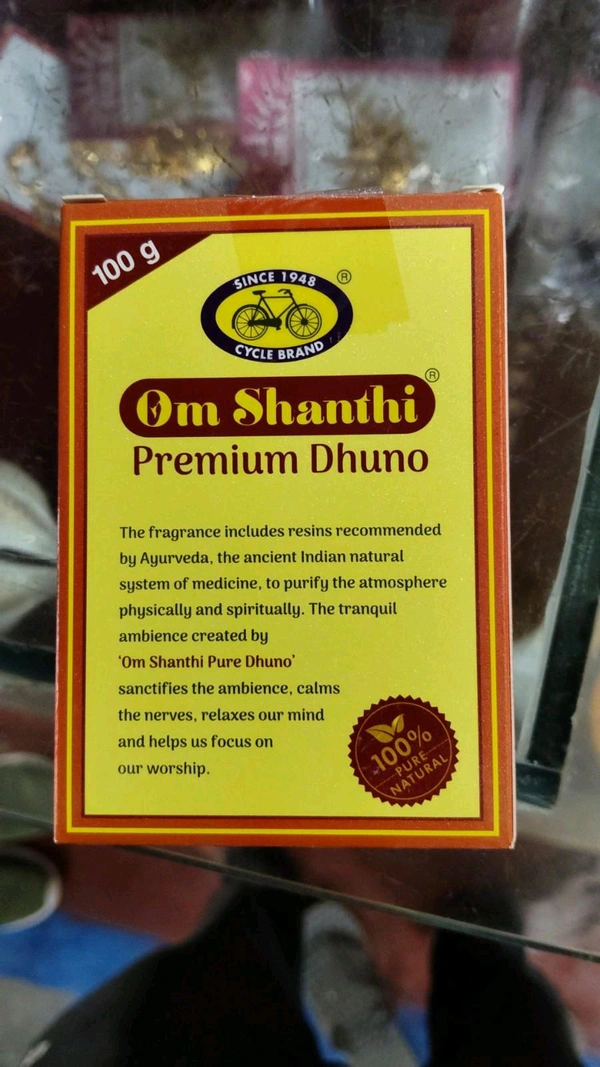 100 g
SINCE 1948
®
CYCLE BRAND
Om Shanthi ®
Premium Dhuno
The fragrance includes resins recommended
by Ayurveda, the ancient Indian natural
system of medicine, to purify the atmosphere
physically and spiritually. The tranquil
ambience created by
‘Om Shanthi Pure Dhuno’
sanctifies the ambience, calms
the nerves, relaxes our mind
and helps us focus on
our worship.
100%
PURE
NATURAL